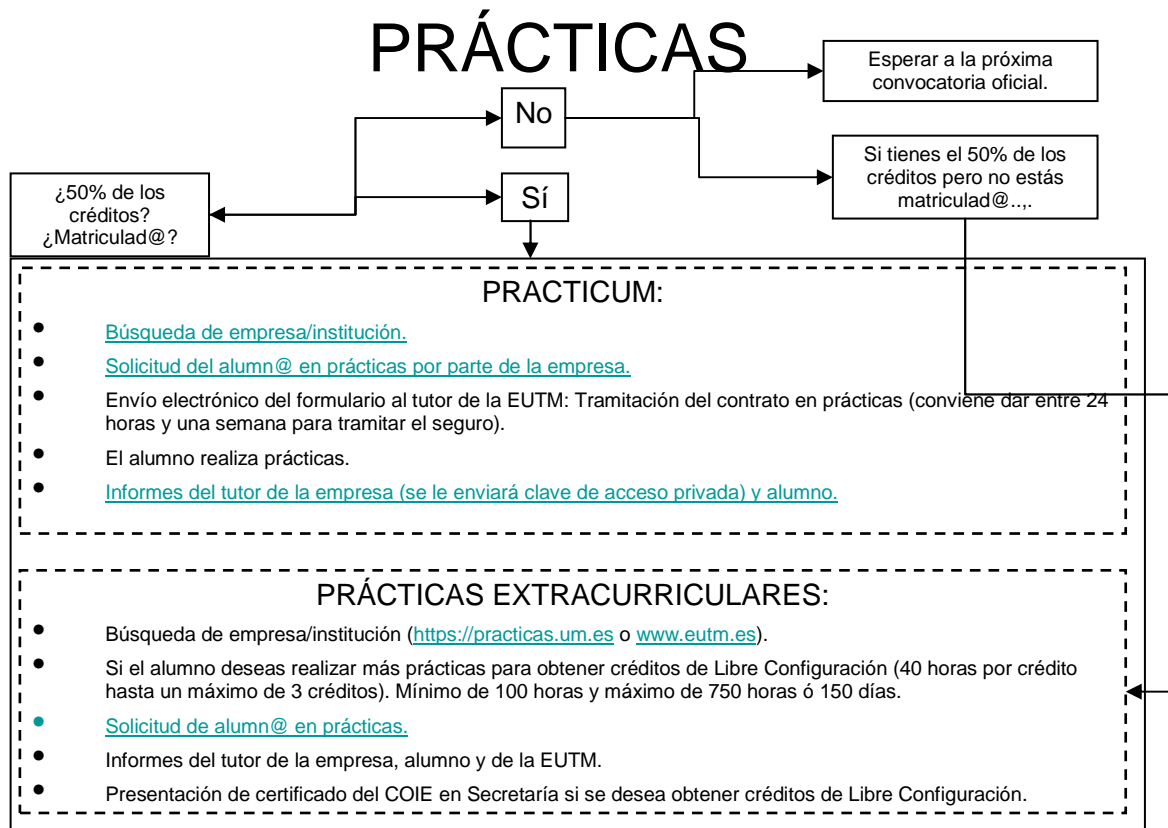 PRÁCTICAS
Esperar a la próxima
convocatoria oficial.
No
Si tienes el 50% de los
créditos pero no estás
matriculad@..,.
¿50% de los
créditos?
¿Matriculad@?
Sí
PRACTICUM:
• Búsqueda de empresa/institución.
• Solicitud del alumn@ en prácticas por parte de la empresa.
• Envío electrónico del formulario al tutor de la EUTM: Tramitación del contrato en prácticas (conviene dar entre 24
horas y una semana para tramitar el seguro).
• El alumno realiza prácticas.
• Informes del tutor de la empresa (se le enviará clave de acceso privada) y alumno.
PRÁCTICAS EXTRACURRICULARES:
• Búsqueda de empresa/institución (https://practicas.um.es o www.eutm.es).
• Si el alumno deseas realizar más prácticas para obtener créditos de Libre Configuración (40 horas por crédito
hasta un máximo de 3 créditos). Mínimo de 100 horas y máximo de 750 horas ó 150 días.
• Solicitud de alumn@ en prácticas.
• Informes del tutor de la empresa, alumno y de la EUTM.
• Presentación de certificado del COIE en Secretaría si se desea obtener créditos de Libre Configuración.